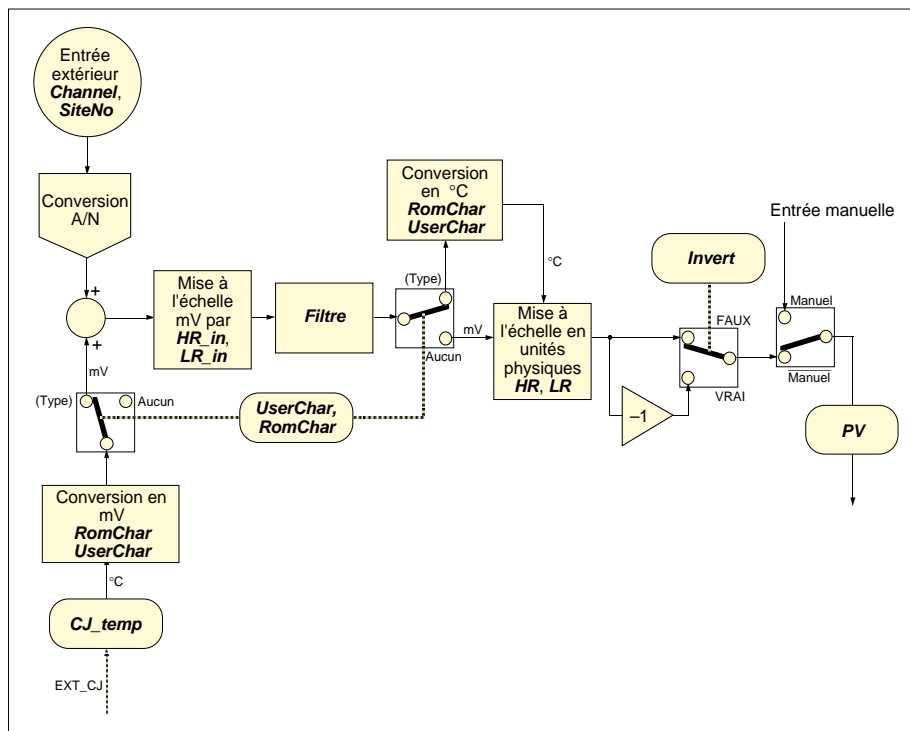 Entrée
extérieur
Channel,
SiteNo
Conversion
A/N
+
+
mV
Mise à
l'échelle
mV par
HR_in,
LR_in
Filtre
(Type)
Aucun
Conversion
en °C
RomChar
UserChar
°C
mV
Mise à
l'échelle en
unités
physiques
HR, LR
Invert
FAUX
VRAI
–1
Entrée manuelle
Manuel
Manuel
PV
(Type)
Aucun
UserChar,
RomChar
Conversion en
mV
RomChar
UserChar
°C
CJ_temp
EXT_CJ